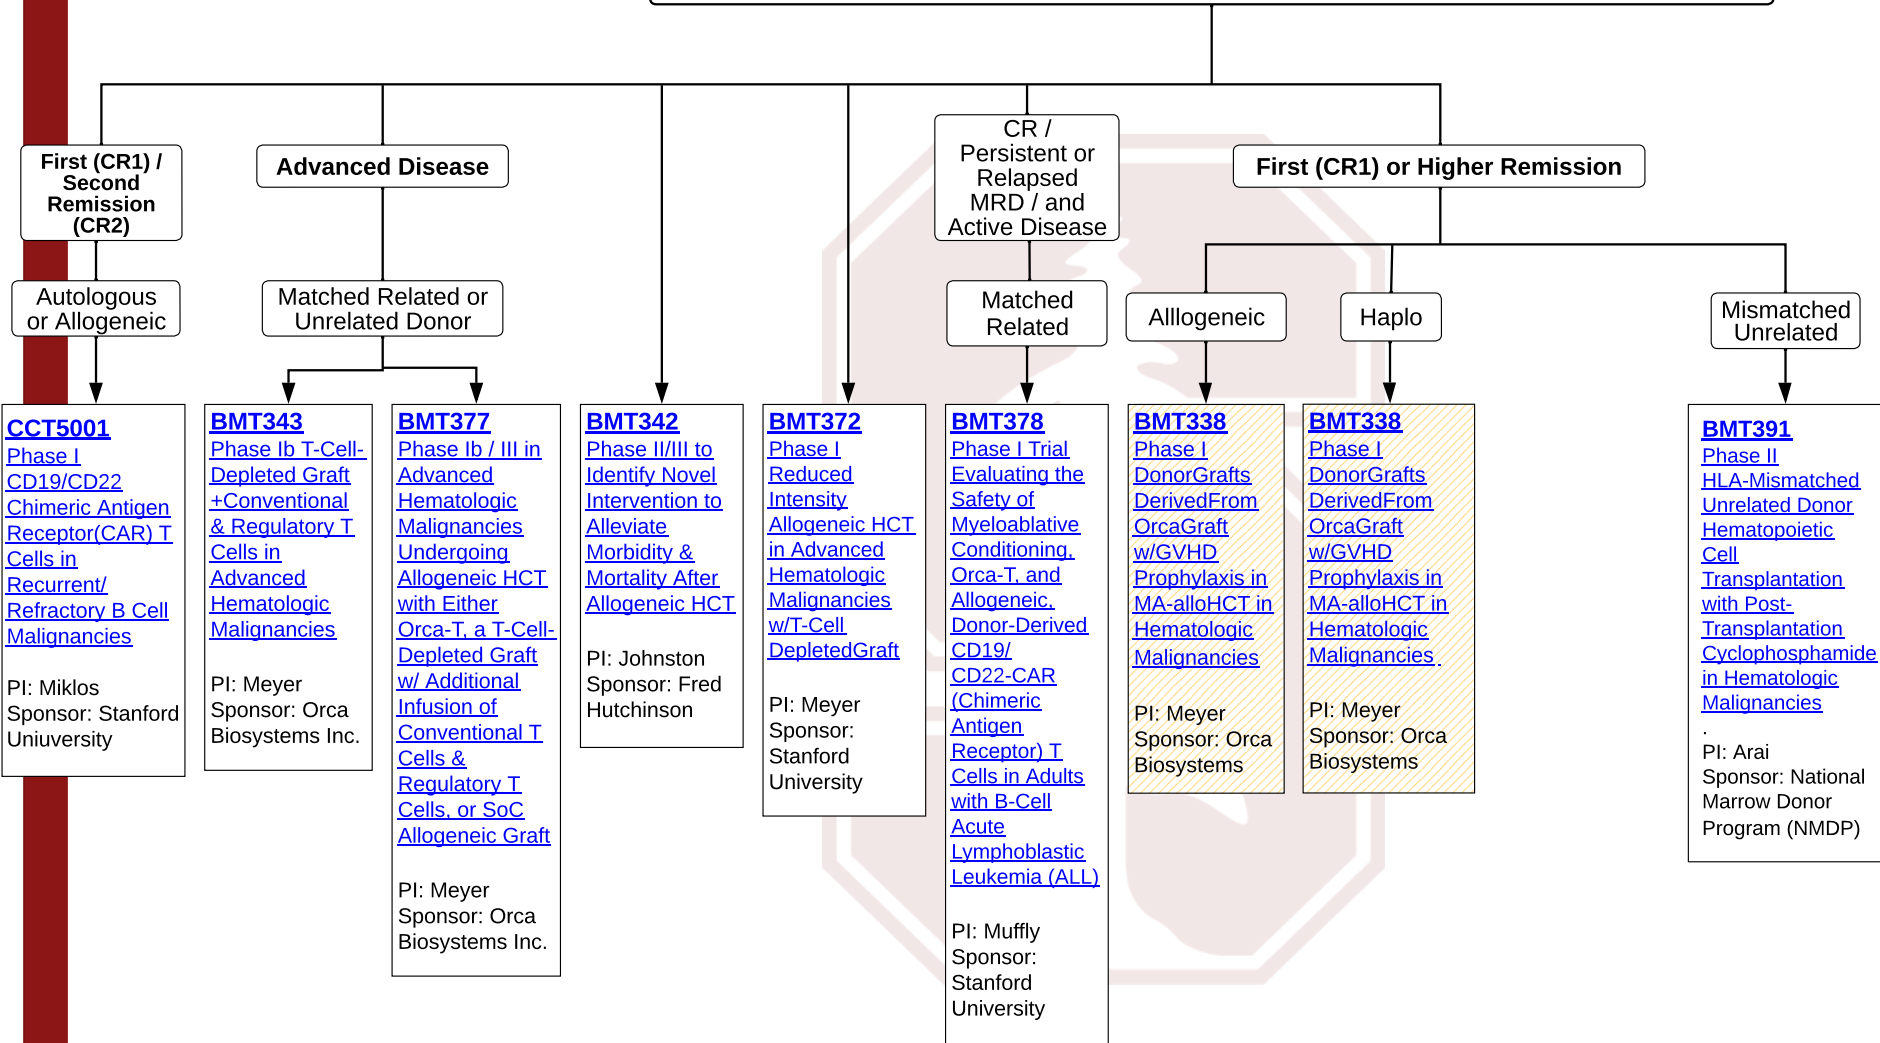 First (CR1) /
Second
Remission
(CR2)
Advanced Disease
CR /
Persistent or
Relapsed
MRD / and
Active Disease
First (CR1) or Higher Remission
Autologous
or Allogeneic
Matched Related or
Unrelated Donor
Matched
Related
Alllogeneic
Haplo
Mismatched
Unrelated
CCT5001
Phase I
CD19/CD22
Chimeric Antigen
Receptor(CAR) T
Cells in
Recurrent/
Refractory B Cell
Malignancies
PI: Miklos
Sponsor: Stanford
Uniuversity
BMT343
Phase Ib T-Cell-
Depleted Graft
+Conventional
& Regulatory T
Cells in
Advanced
Hematologic
Malignancies
PI: Meyer
Sponsor: Orca
Biosystems Inc.
BMT377
Phase Ib / III in
Advanced
Hematologic
Malignancies
Undergoing
Allogeneic HCT
with Either
Orca-T, a T-Cell-
Depleted Graft
w/ Additional
Infusion of
Conventional T
Cells &
Regulatory T
Cells, or SoC
Allogeneic Graft
PI: Meyer
Sponsor: Orca
Biosystems Inc.
BMT342
Phase II/III to
Identify Novel
Intervention to
Alleviate
Morbidity &
Mortality After
Allogeneic HCT
PI: Johnston
Sponsor: Fred
Hutchinson
BMT372
Phase I
Reduced
Intensity
Allogeneic HCT
in Advanced
Hematologic
Malignancies
w/T-Cell
DepletedGraft
PI: Meyer
Sponsor:
Stanford
University
BMT378
Phase I Trial
Evaluating the
Safety of
Myeloablative
Conditioning,
Orca-T, and
Allogeneic,
Donor-Derived
CD19/
CD22-CAR
(Chimeric
Antigen
Receptor) T
Cells in Adults
with B-Cell
Acute
Lymphoblastic
Leukemia (ALL)
PI: Muffly
Sponsor:
Stanford
University
BMT338
Phase I
DonorGrafts
DerivedFrom
OrcaGraft
w/GVHD
Prophylaxis in
MA-alloHCT in
Hematologic
Malignancies
PI: Meyer
Sponsor: Orca
Biosystems
BMT338
Phase I
DonorGrafts
DerivedFrom
OrcaGraft
w/GVHD
Prophylaxis in
MA-alloHCT in
Hematologic
Malignancies .
PI: Meyer
Sponsor: Orca
Biosystems
BMT391
Phase II
HLA-Mismatched
Unrelated Donor
Hematopoietic
Cell
Transplantation
with Post-
Transplantation
Cyclophosphamide
in Hematologic
Malignancies
.
PI: Arai
Sponsor: National
Marrow Donor
Program (NMDP)